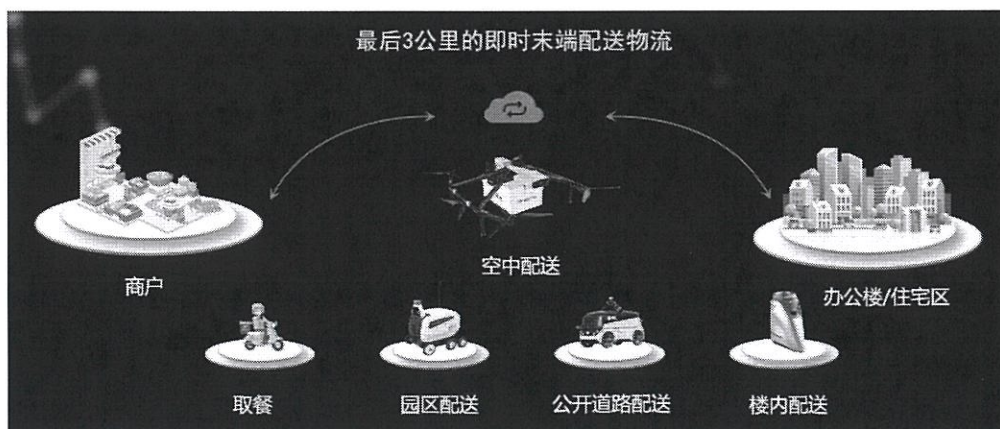 最后3公里的即时末端配送物流
空中配送
商户
办公楼/住宅区
取餐
园区配送
公开道路配送
楼内配送